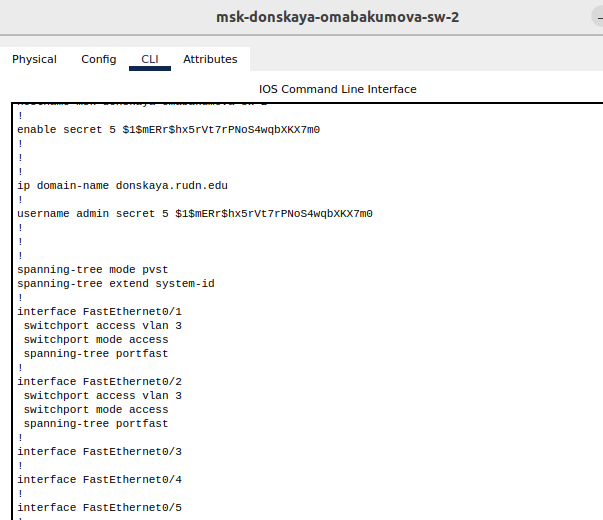 msk-donskaya-omabakumova-sw-2
Physical Config CLI Attributes
IOS Command Line Interface
!
enable secret 5 $1$mERr$hx5rVt7rPNoS4wqbXKX7m0
!
!
!
ip domain-name donskaya.rudn.edu
!
username admin secret 5 $1$mERr$hx5rVt7rPNoS4wqbXKX7m0
!
!
!
spanning-tree mode pvst
spanning-tree extend system-id
!
interface FastEthernet0/1
switchport access vlan 3
switchport mode access
spanning-tree portfast
!
interface FastEthernet0/2
switchport access vlan 3
switchport mode access
spanning-tree portfast
!
interface FastEthernet0/3
!
interface FastEthernet0/4
!
interface FastEthernet0/5